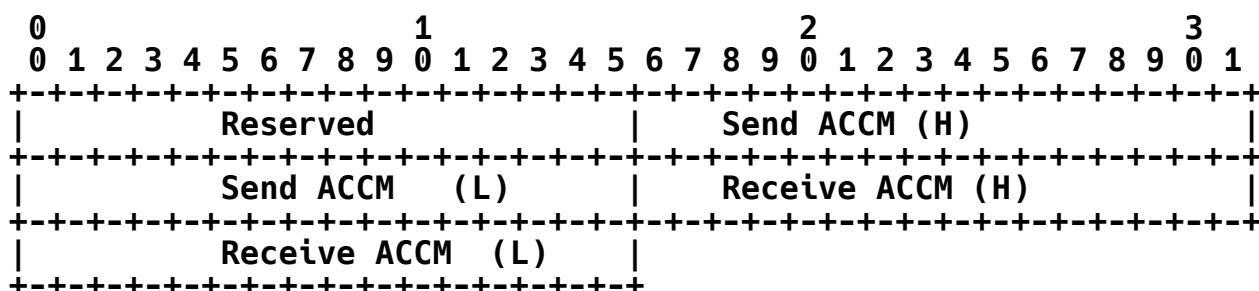 0                   1                   2                   3
 0 1 2 3 4 5 6 7 8 9 0 1 2 3 4 5 6 7 8 9 0 1 2 3 4 5 6 7 8 9 0 1
+-+-+-+-+-+-+-+-+-+-+-+-+-+-+-+-+-+-+-+-+-+-+-+-+-+-+-+-+-+-+-+-+
|          Reserved             |    Send ACCM (H)              |
+-+-+-+-+-+-+-+-+-+-+-+-+-+-+-+-+-+-+-+-+-+-+-+-+-+-+-+-+-+-+-+-+
|          Send ACCM   (L)      |    Receive ACCM (H)           |
+-+-+-+-+-+-+-+-+-+-+-+-+-+-+-+-+-+-+-+-+-+-+-+-+-+-+-+-+-+-+-+-+
|          Receive ACCM  (L)    |
+-+-+-+-+-+-+-+-+-+-+-+-+-+-+-+-+